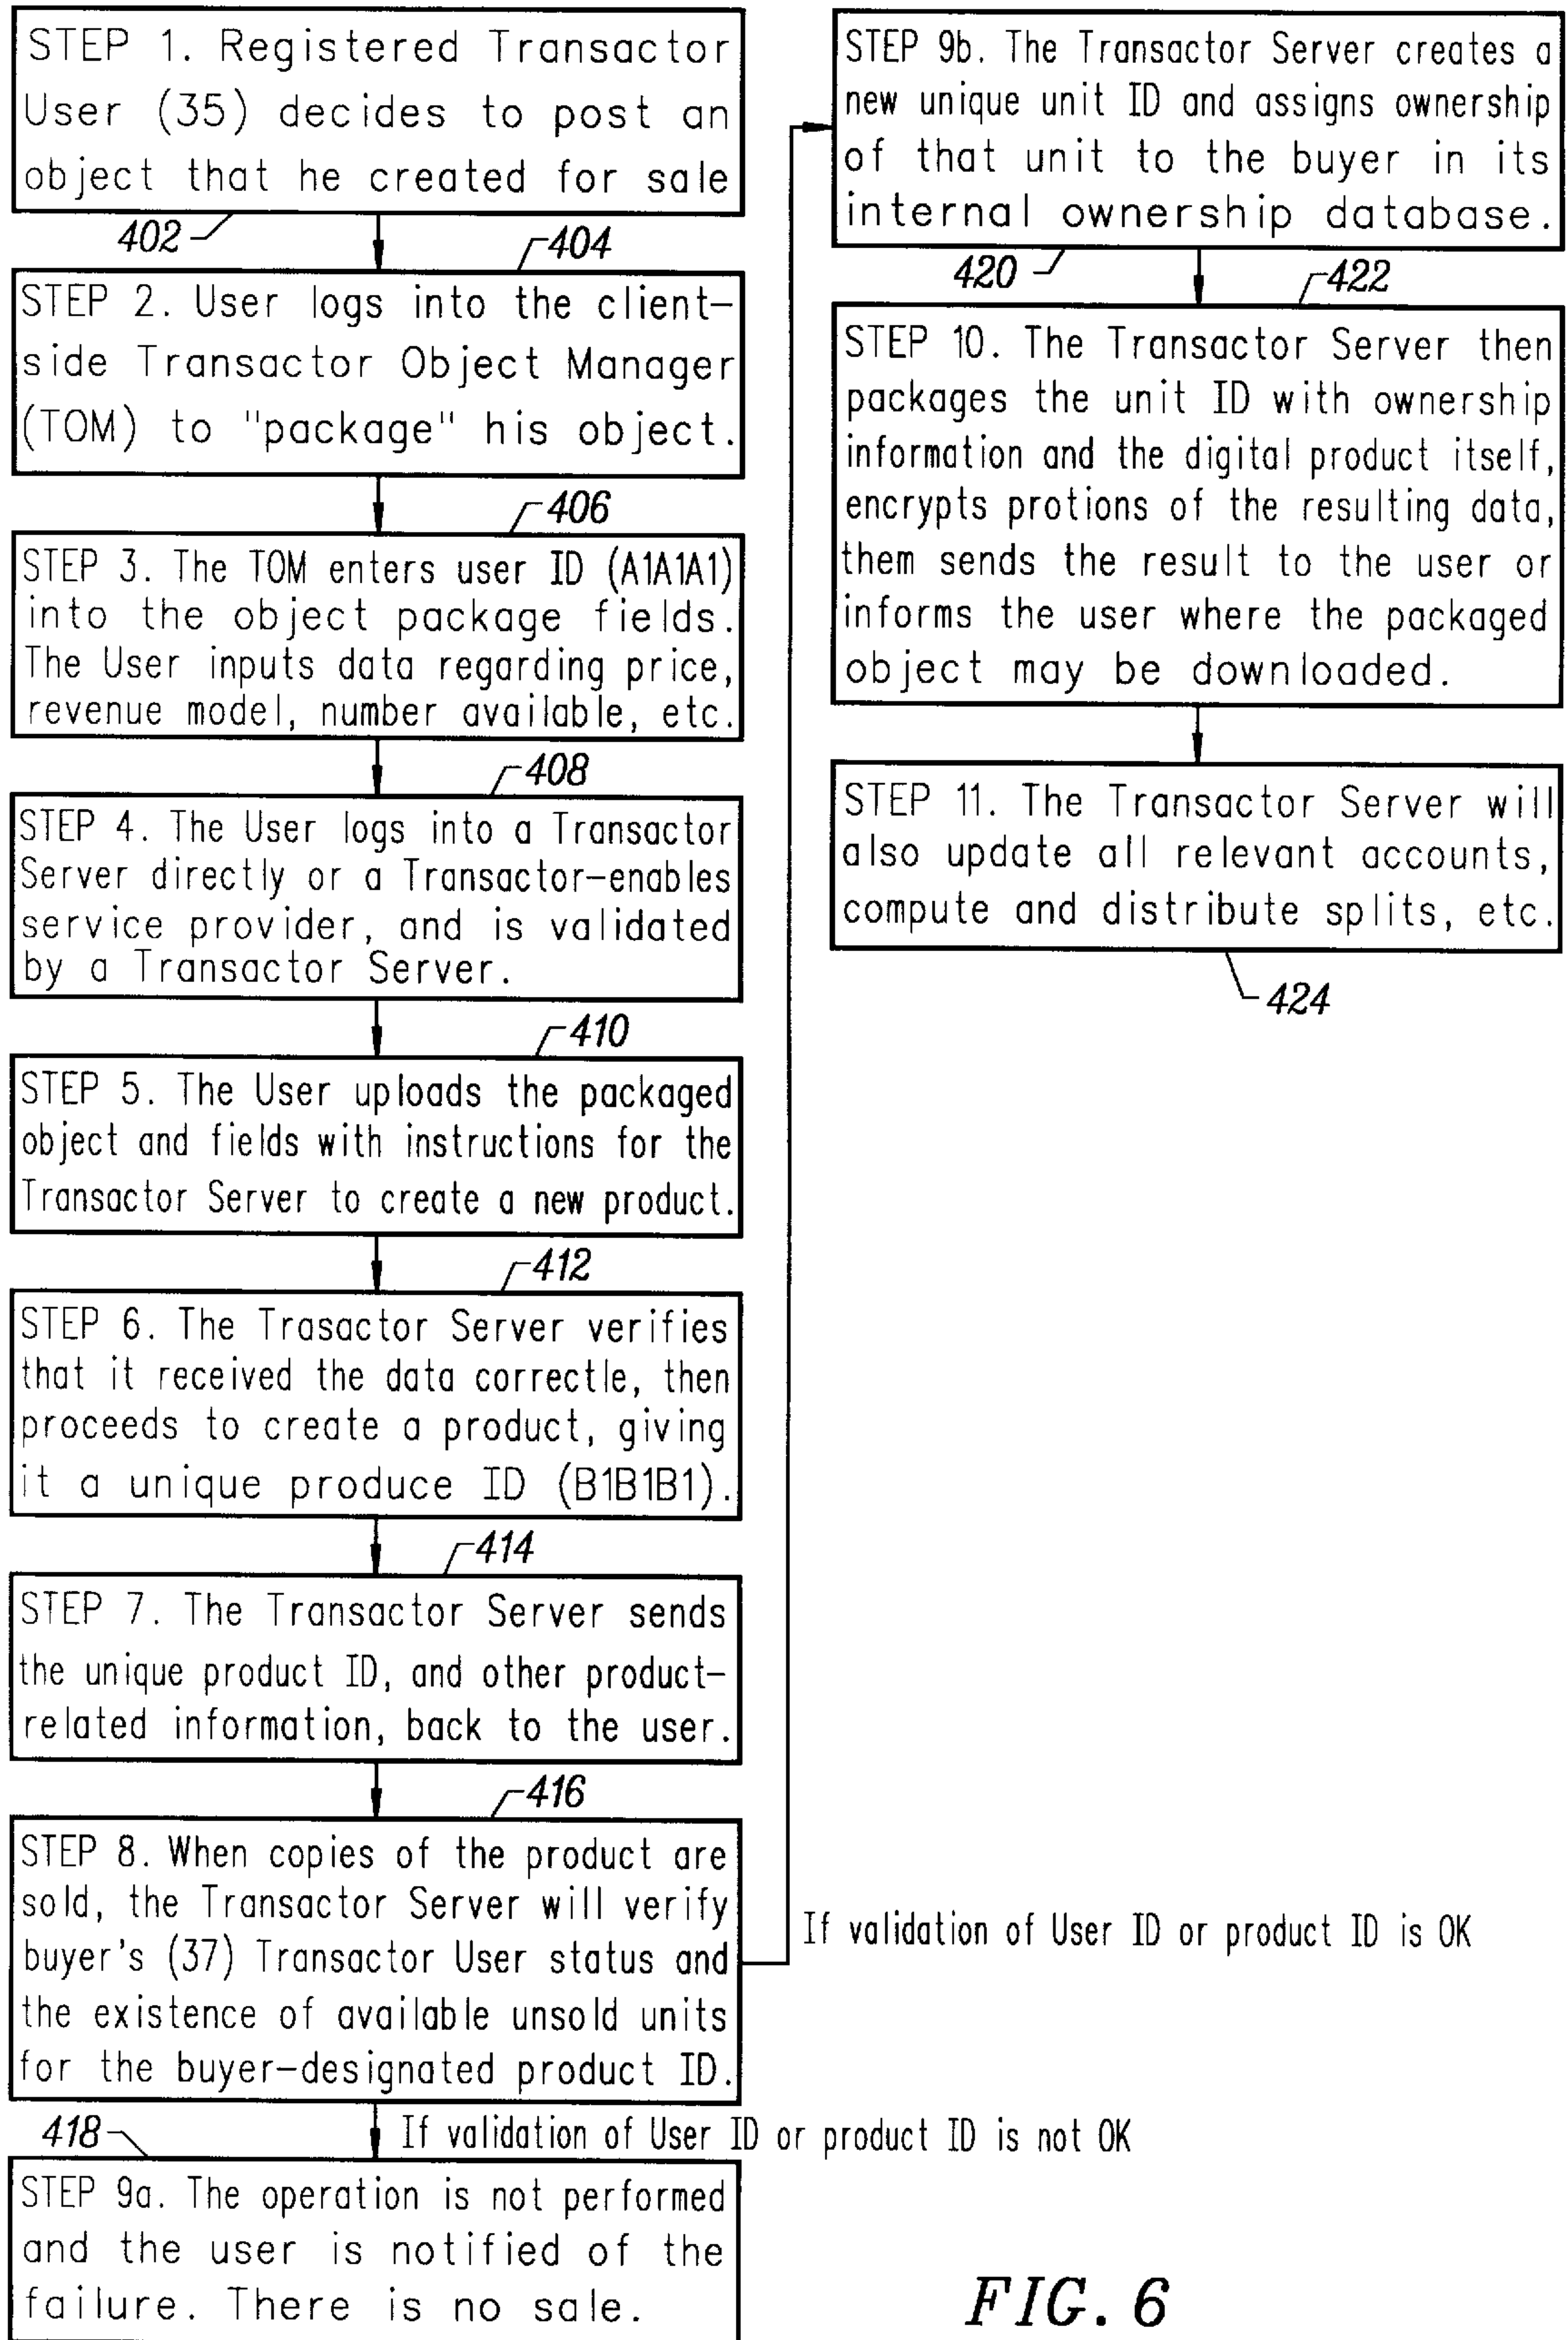 STEP 1. Registered Transactor
User (35) decides to post an
object that he created for sale
402
404
STEP 2. User logs into the client-
side Transactor Object Manager
(TOM) to "package" his object.
406
STEP 3. The TOM enters user ID (A1A1A1)
into the object package fields.
The User inputs data regarding price,
revenue model, number available, etc.
408
STEP 4. The User logs into a Transactor
Server directly or a Transactor-enables
service provider, and is validated
by a Transactor Server.
410
STEP 5. The User uploads the packaged
object and fields with instructions for the
Transactor Server to create a new product.
412
STEP 6. The Trasactor Server verifies
that it received the data correctle, then
proceeds to create a product, giving
it a unique produce ID (B1B1B1).
414
STEP 7. The Transactor Server sends
the unique product ID, and other product-
related information, back to the user.
416
STEP 8. When copies of the product are
sold, the Transactor Server will verify
buyer's (37) Transactor User status and
the existence of available unsold units
for the buyer-designated product ID.
If validation of User ID or product ID is OK
418
If validation of User ID or product ID is not OK
STEP 9a. The operation is not performed
and the user is notified of the
failure. There is no sale.
STEP 9b. The Transactor Server creates a
new unique unit ID and assigns ownership
of that unit to the buyer in its
internal ownership database.
420
422
STEP 10. The Transactor Server then
packages the unit ID with ownership
information and the digital product itself,
encrypts protions of the resulting data,
them sends the result to the user or
informs the user where the packaged
object may be downloaded.
STEP 11. The Transactor Server will
also update all relevant accounts,
compute and distribute splits, etc.
424
FIG. 6